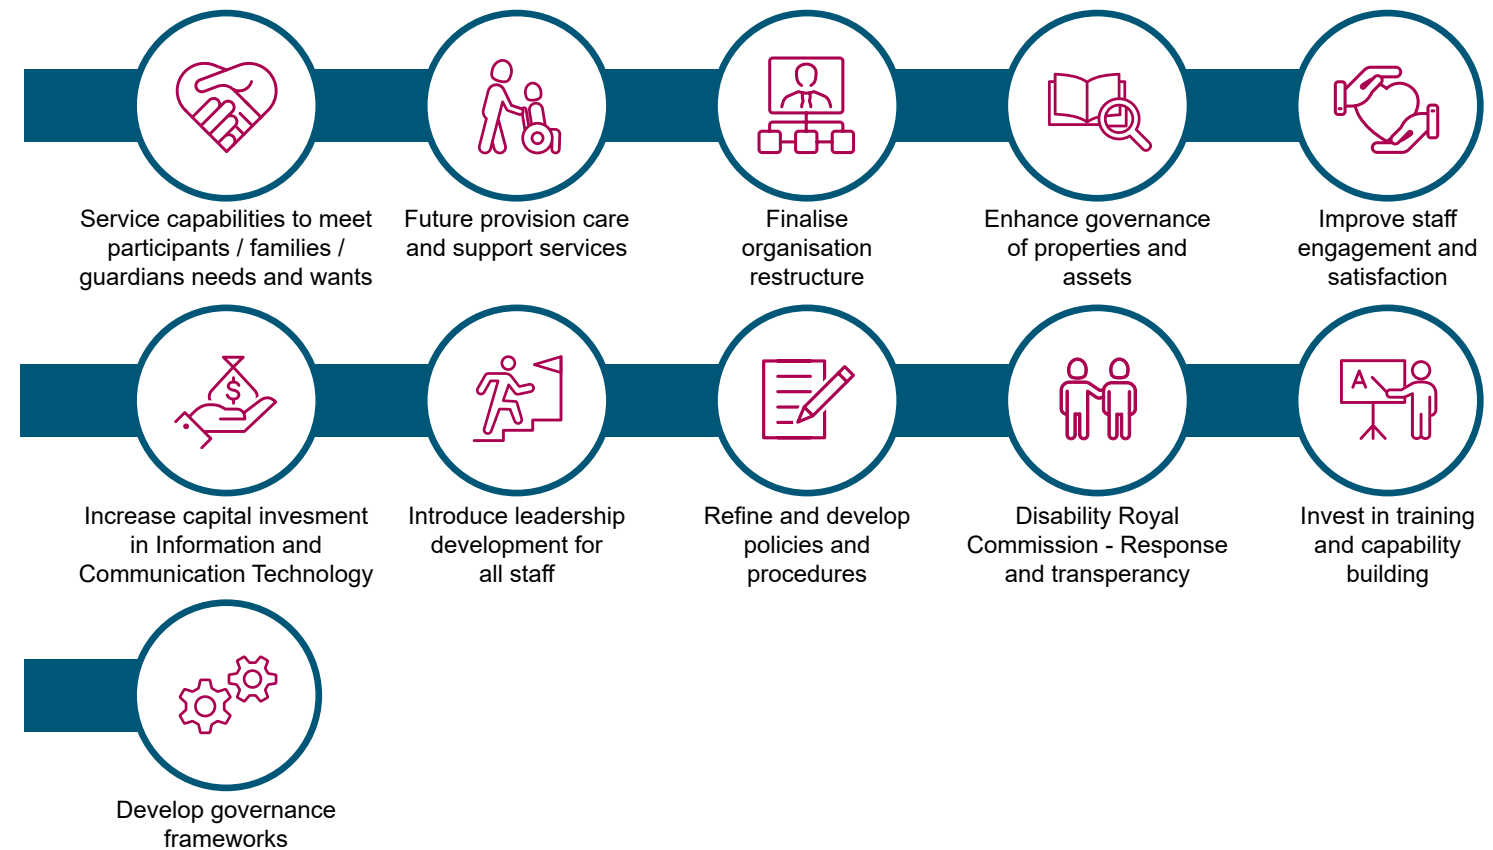 Service capabilities to meet
participants / families /
guardians needs and wants
Future provision care
and support services
Finalise
organisation
restructure
Enhance governance
of properties and
assets
Improve staff
engagement and
satisfaction
$
Increase capital invesment
in Information and
Communication Technology
Introduce leadership
development for
all staff
Refine and develop
policies and
procedures
Disability Royal
Commission - Response
and transperancy
A
Invest in training
and capability
building
Develop governance
frameworks